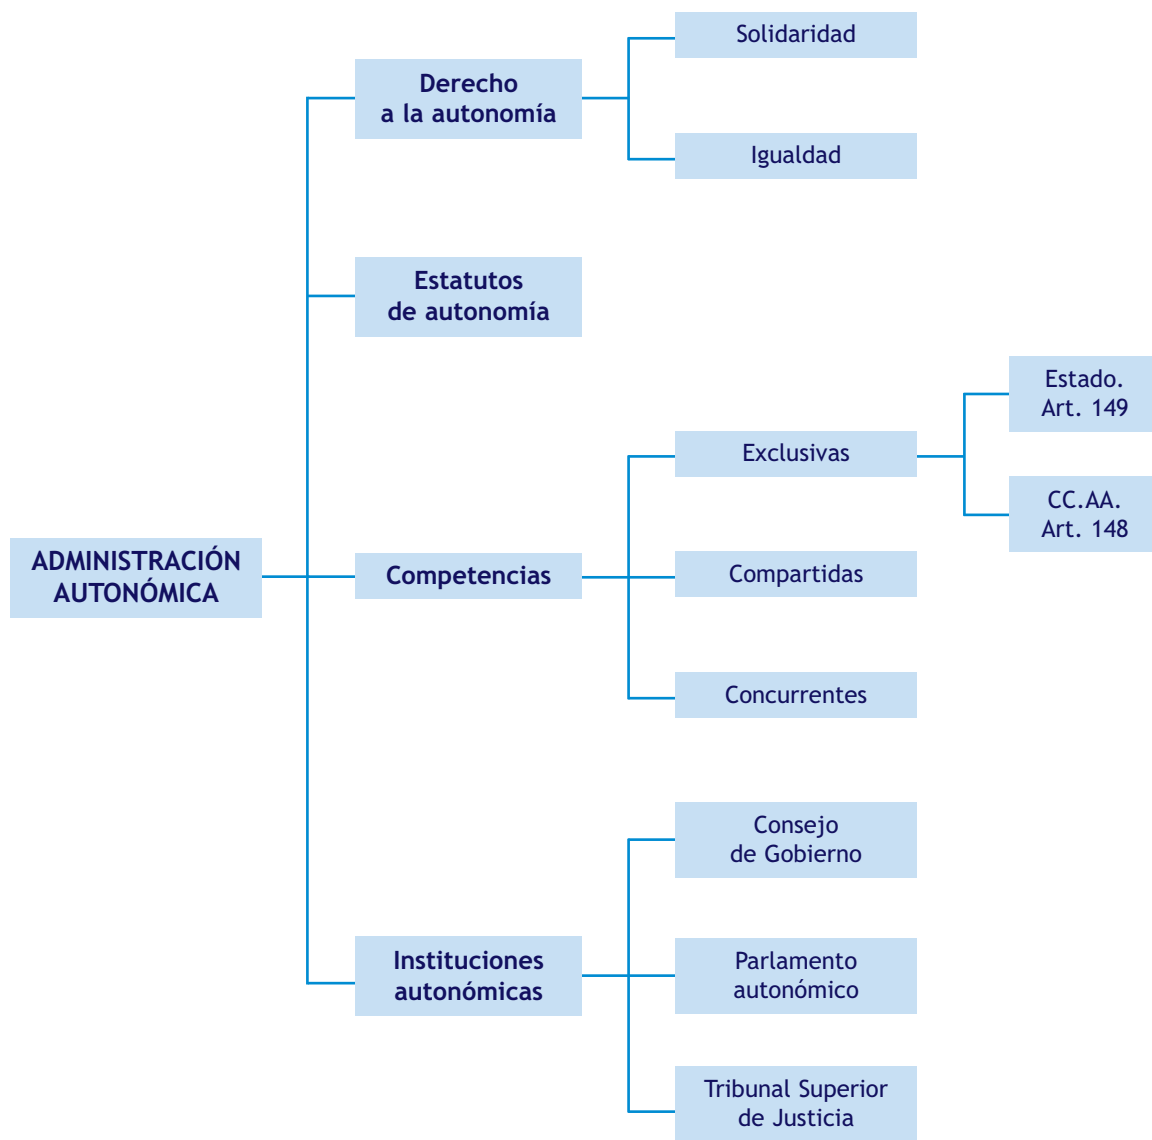 Solidaridad
Derecho
a la autonomía
Igualdad
Estatutos
de autonomía
Estado.
Art. 149
Exclusivas
CC.AA.
Art. 148
ADMINISTRACIÓN
AUTONÓMICA
Competencias
Compartidas
Concurrentes
Consejo
de Gobierno
Instituciones
autonómicas
Parlamento
autonómico
Tribunal Superior
de Justicia